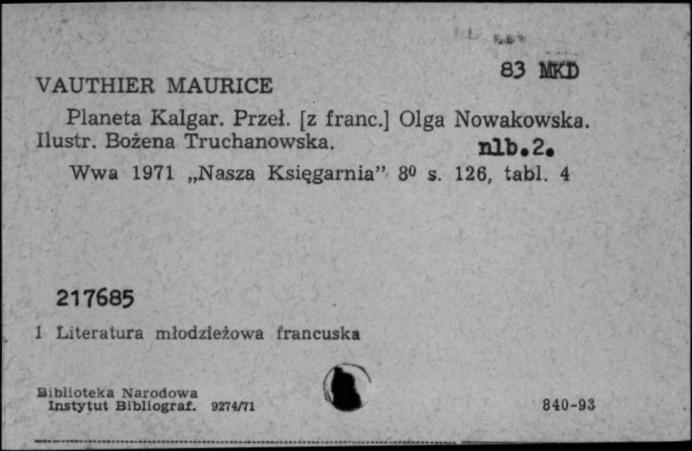 83 MKD
VAUTHIER MAURICE
Planeta Kalgar. Przeł. [z franc.] Olga Nowakowska.
Ilustr. Bożena Truchanowska.
nlb.2.
Wwa 1971 „Nasza Księgarnia” 8⁰ s. 126, tabl. 4
217685
1 Literatura młodzieżowa francuska
Biblioteka Narodowa
Instytut Bibliograf. 9274/71
840-93